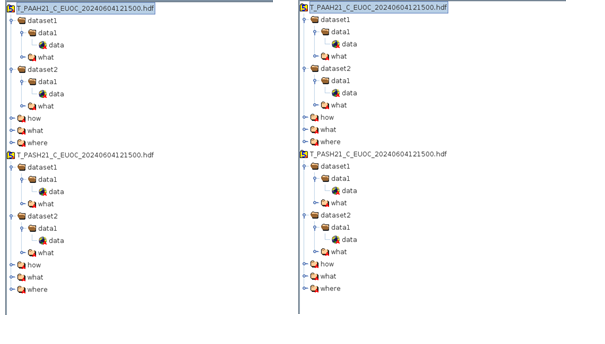 T_PAAH21_C_EUOC_20240604121500.hdf
dataset1
data1
data
what
dataset2
data1
data
what
how
what
where
T_PASH21_C_EUOC_20240604121500.hdf
dataset1
data1
data
what
dataset2
data1
data
what
how
what
where
T_PAAH21_C_EUOC_20240604121500.hdf
dataset1
data1
data
what
dataset2
data1
data
what
how
what
where
T_PASH21_C_EUOC_20240604121500.hdf
dataset1
data1
data
what
dataset2
data1
data
what
how
what
where